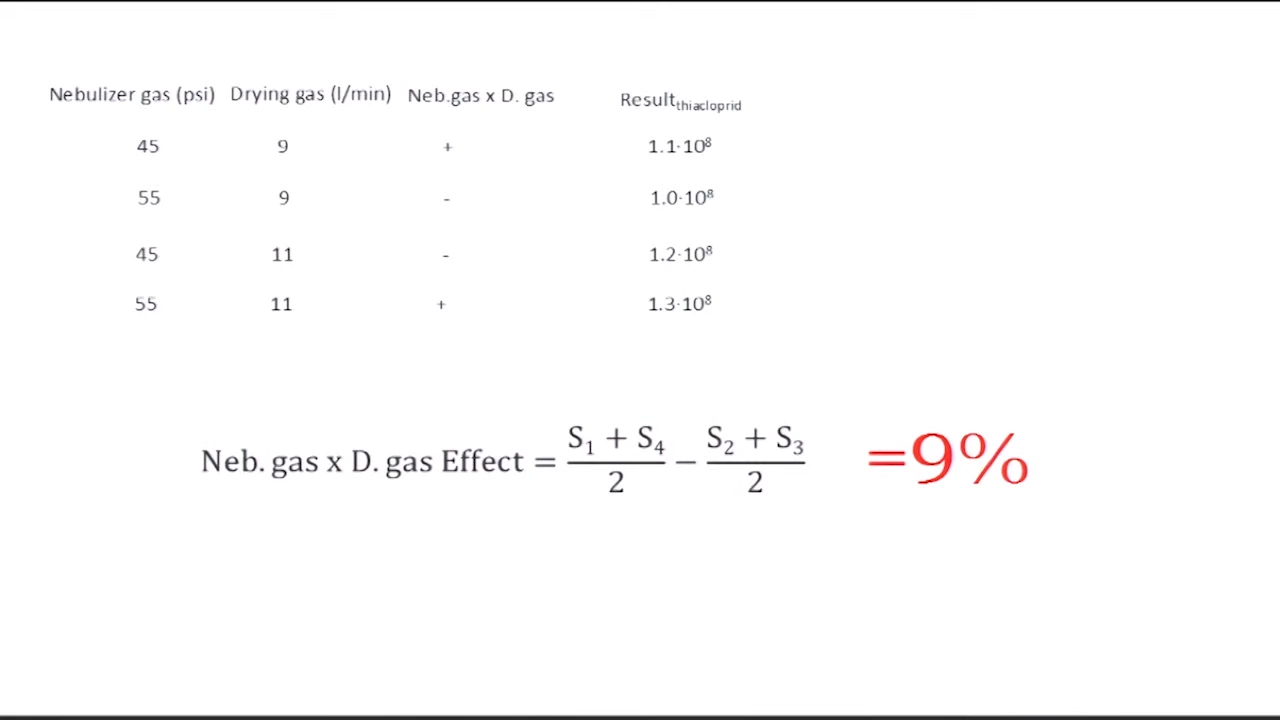 Nebulizer gas (psi) Drying gas (l/min) Neb.gas x D. gas Result thiacloprid
45 9 + 1.1·10⁸
55 9 - 1.0·10⁸
45 11 - 1.2·10⁸
55 11 + 1.3·10⁸
Neb. gas x D. gas Effect = (S₁ + S₄)/2 − (S₂ + S₃)/2 =9%